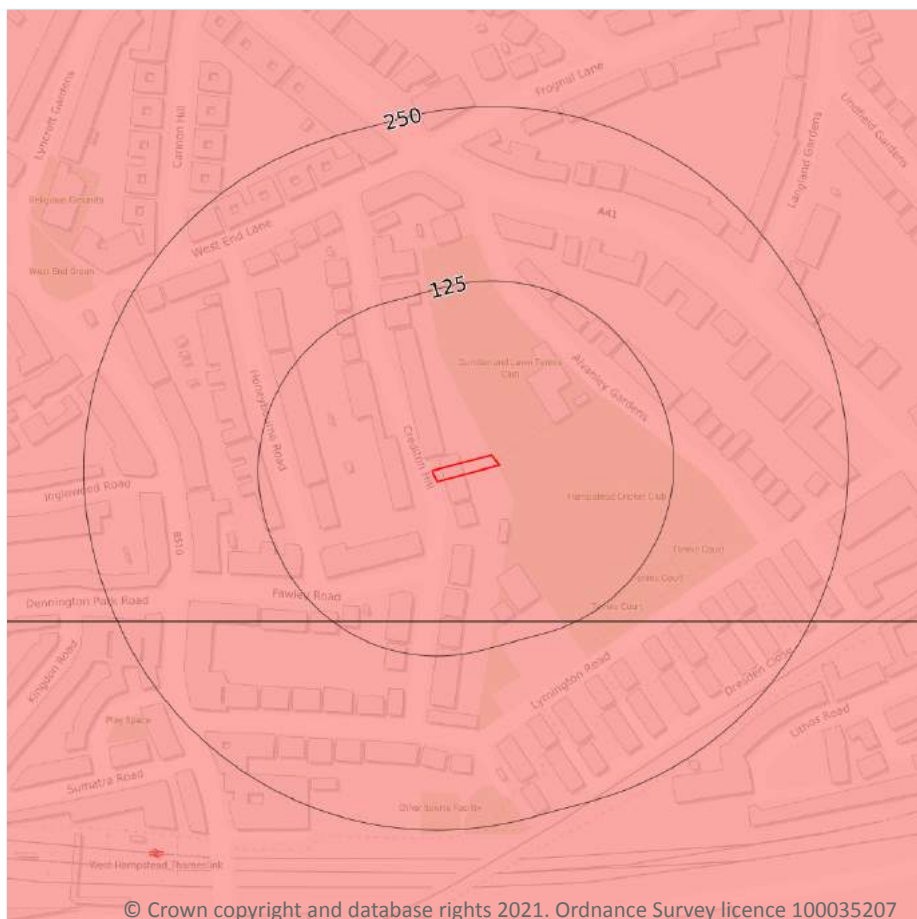 250
Frognal Lane
Lyncroft Gardens
Cannon Hill
Langland Gardens
Lindfield Gardens
Religious Grounds
A41
West End Lane
West End Green
125
Cumberland Lawn Tennis
Club
Alvanley Gardens
Honeybourne Road
Crediton Hill
Inglewood Road
Hampstead Cricket Club
B510
Tennis Court
Tennis Court
Tennis Court
Fawley Road
Dennington Park Road
Kingdon Road
Lymington Road
Dresden Close
Lithos Road
Play Space
Sumatra Road
Other Sports Facility
West Hampstead Thameslink
© Crown copyright and database rights 2021. Ordnance Survey licence 100035207